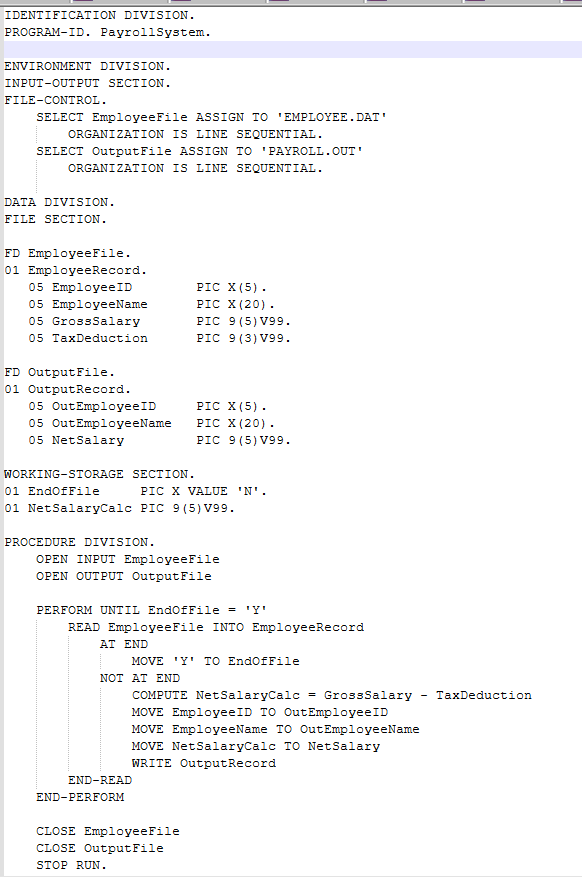 IDENTIFICATION DIVISION.
PROGRAM-ID. PayrollSystem.
ENVIRONMENT DIVISION.
INPUT-OUTPUT SECTION.
FILE-CONTROL.
    SELECT EmployeeFile ASSIGN TO 'EMPLOYEE.DAT'
        ORGANIZATION IS LINE SEQUENTIAL.
    SELECT OutputFile ASSIGN TO 'PAYROLL.OUT'
        ORGANIZATION IS LINE SEQUENTIAL.
DATA DIVISION.
FILE SECTION.
FD EmployeeFile.
01 EmployeeRecord.
   05 EmployeeID        PIC X(5).
   05 EmployeeName      PIC X(20).
   05 GrossSalary       PIC 9(5)V99.
   05 TaxDeduction      PIC 9(3)V99.
FD OutputFile.
01 OutputRecord.
   05 OutEmployeeID     PIC X(5).
   05 OutEmployeeName   PIC X(20).
   05 NetSalary         PIC 9(5)V99.
WORKING-STORAGE SECTION.
01 EndOfFile     PIC X VALUE 'N'.
01 NetSalaryCalc PIC 9(5)V99.
PROCEDURE DIVISION.
    OPEN INPUT EmployeeFile
    OPEN OUTPUT OutputFile
    PERFORM UNTIL EndOfFile = 'Y'
        READ EmployeeFile INTO EmployeeRecord
            AT END
                MOVE 'Y' TO EndOfFile
            NOT AT END
                COMPUTE NetSalaryCalc = GrossSalary - TaxDeduction
                MOVE EmployeeID TO OutEmployeeID
                MOVE EmployeeName TO OutEmployeeName
                MOVE NetSalaryCalc TO NetSalary
                WRITE OutputRecord
        END-READ
    END-PERFORM
    CLOSE EmployeeFile
    CLOSE OutputFile
    STOP RUN.